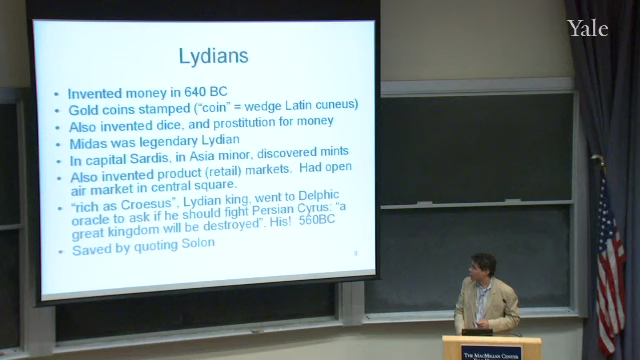 Yale
Lydians
• Invented money in 640 BC
• Gold coins stamped ("coin" = wedge Latin cuneus)
• Also invented dice, and prostitution for money
• Midas was legendary Lydian
• In capital Sardis, in Asia minor, discovered mints
• Also invented product (retail) markets. Had open
air market in central square.
• "rich as Croesus", Lydian king, went to Delphic
oracle to ask if he should fight Persian Cyrus: "a
great kingdom will be destroyed". His! 560BC
• Saved by quoting Solon
THE MACMILLAN CENTER